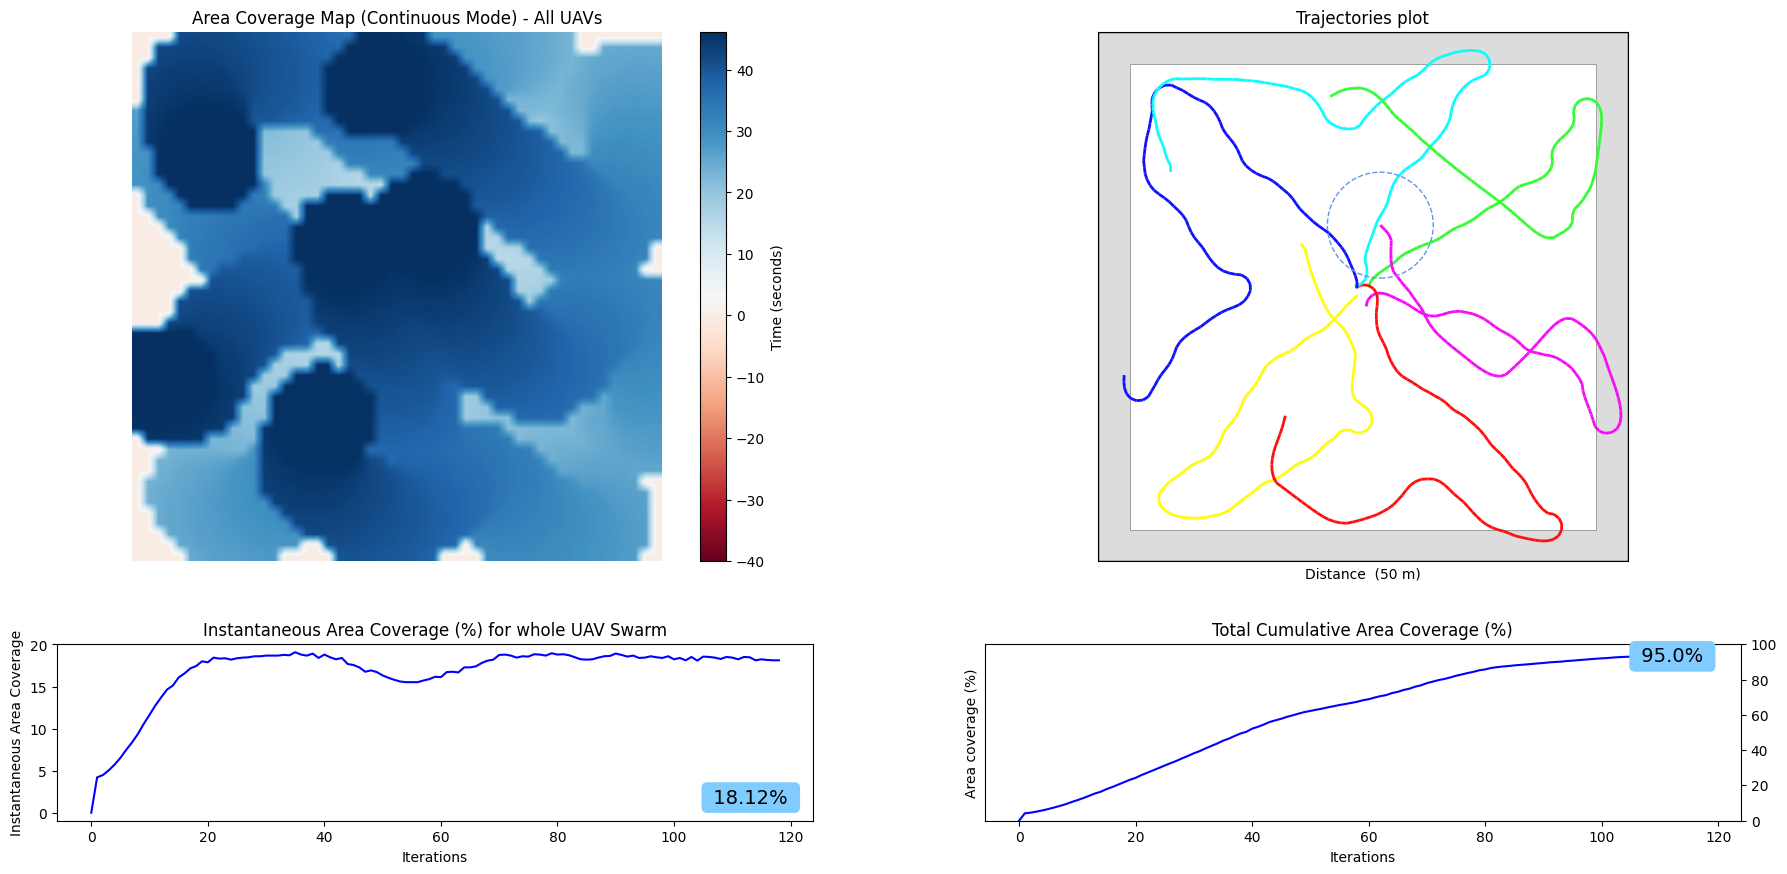 Area Coverage Map (Continuous Mode) - All UAVs
40
30
20
10
0
−10
−20
−30
−40
Time (seconds)
Trajectories plot
Distance  (50 m)
Instantaneous Area Coverage (%) for whole UAV Swarm
Instantaneous Area Coverage
20
15
10
5
0
18.12%
0 20 40 60 80 100 120
Iterations
Total Cumulative Area Coverage (%)
Area coverage (%)
95.0%
100
80
60
40
20
0
0 20 40 60 80 100 120
Iterations